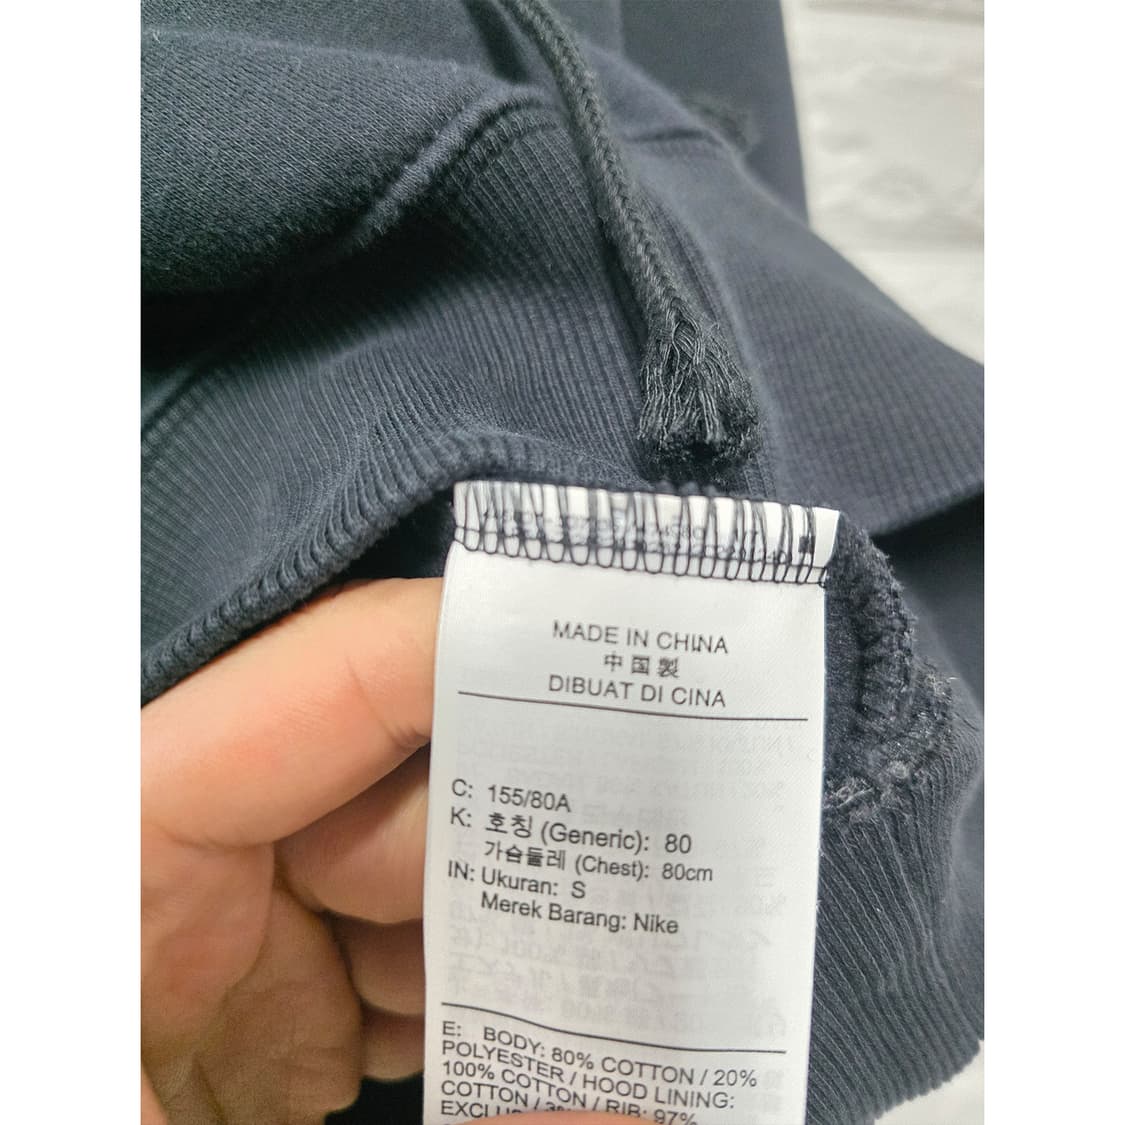 MADE IN CHINA
中国製
DIBUAT DI CINA
C: 155/80A
K: 호칭 (Generic): 80
가슴둘레 (Chest): 80cm
IN: Ukuran: S
Merek Barang: Nike
E: BODY: 80% COTTON / 20%
POLYESTER / HOOD LINING:
100% COTTON / RIB: 97%
COTTON /